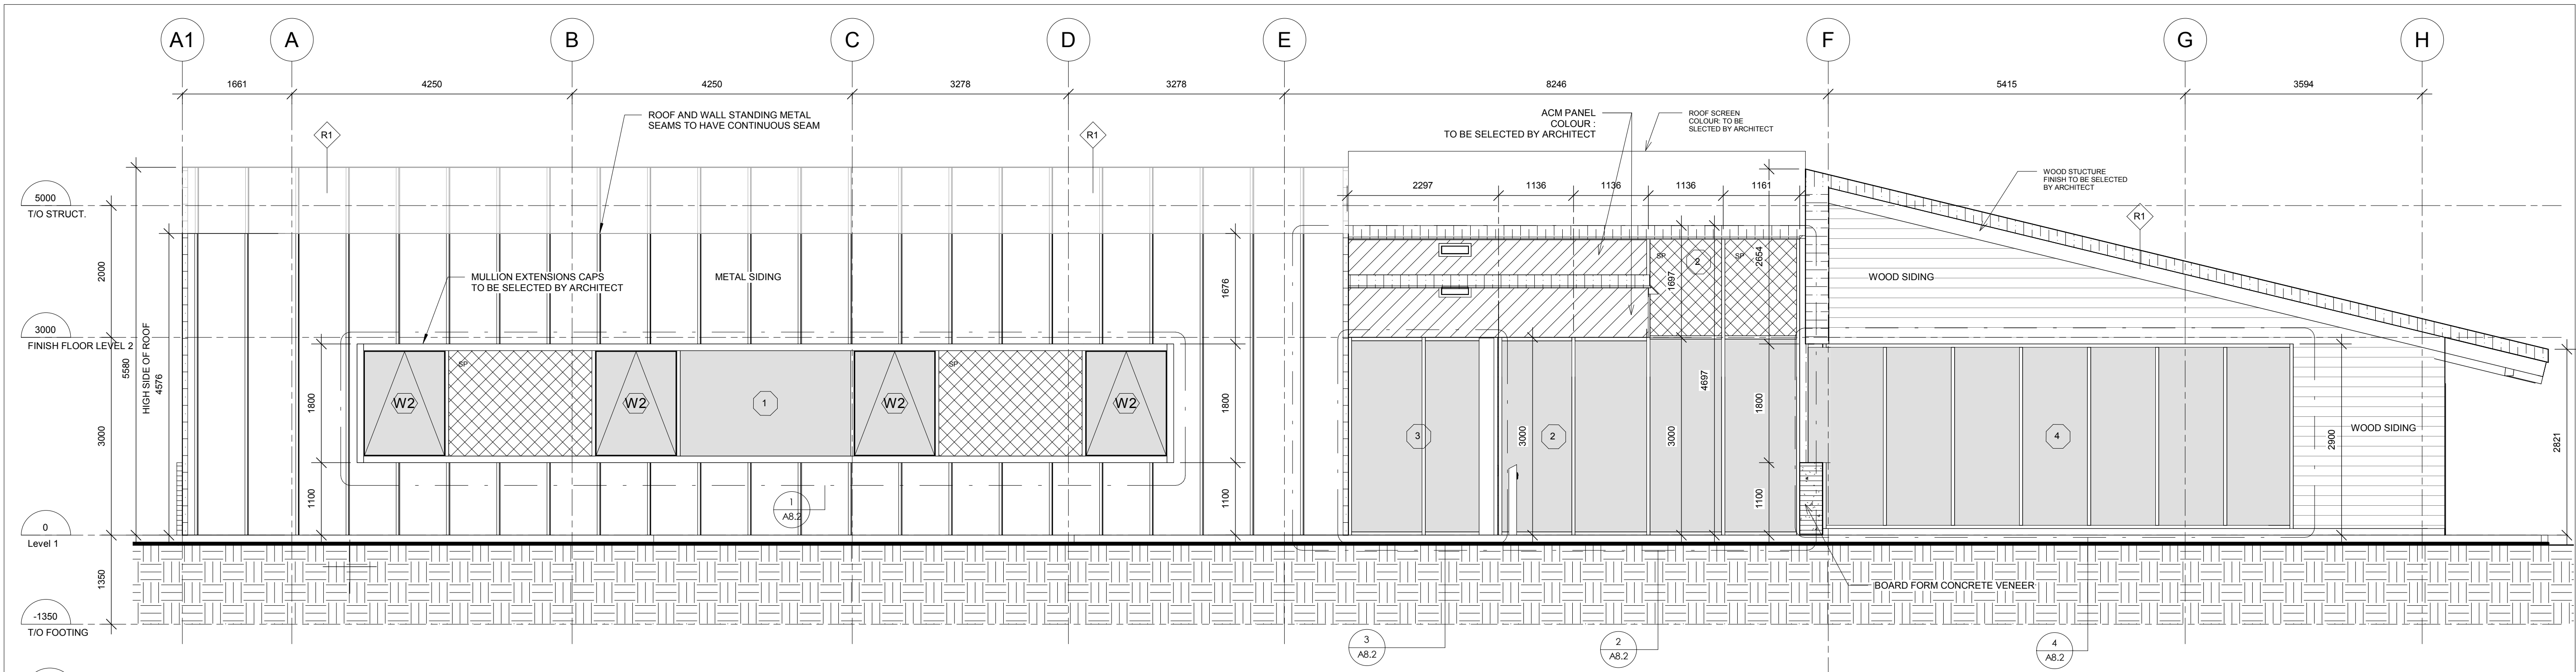 A1
A
B
C
D
E
F
G
H
1661
4250
4250
3278
3278
8246
5415
3594
ROOF AND WALL STANDING METAL
SEAMS TO HAVE CONTINUOUS SEAM
ACM PANEL
COLOUR :
TO BE SELECTED BY ARCHITECT
ROOF SCREEN
COLOUR: TO BE
SLECTED BY ARCHITECT
R1
R1
WOOD STUCTURE
FINISH TO BE SELECTED
BY ARCHITECT
R1
5000
T/O STRUCT.
2297
1136
1136
1136
1161
2000
MULLION EXTENSIONS CAPS
TO BE SELECTED BY ARCHITECT
METAL SIDING
1676
SP
2
SP
1697
2654
WOOD SIDING
3000
FINISH FLOOR LEVEL 2
5580
HIGH SIDE OF ROOF
4576
3000
1800
W2
SP
W2
1
W2
SP
W2
1800
3
3000
2
3000
4697
1800
4
2900
WOOD SIDING
2821
1100
1
A8.2
1100
1100
0
Level 1
1350
BOARD FORM CONCRETE VENEER
-1350
T/O FOOTING
3
A8.2
2
A8.2
4
A8.2